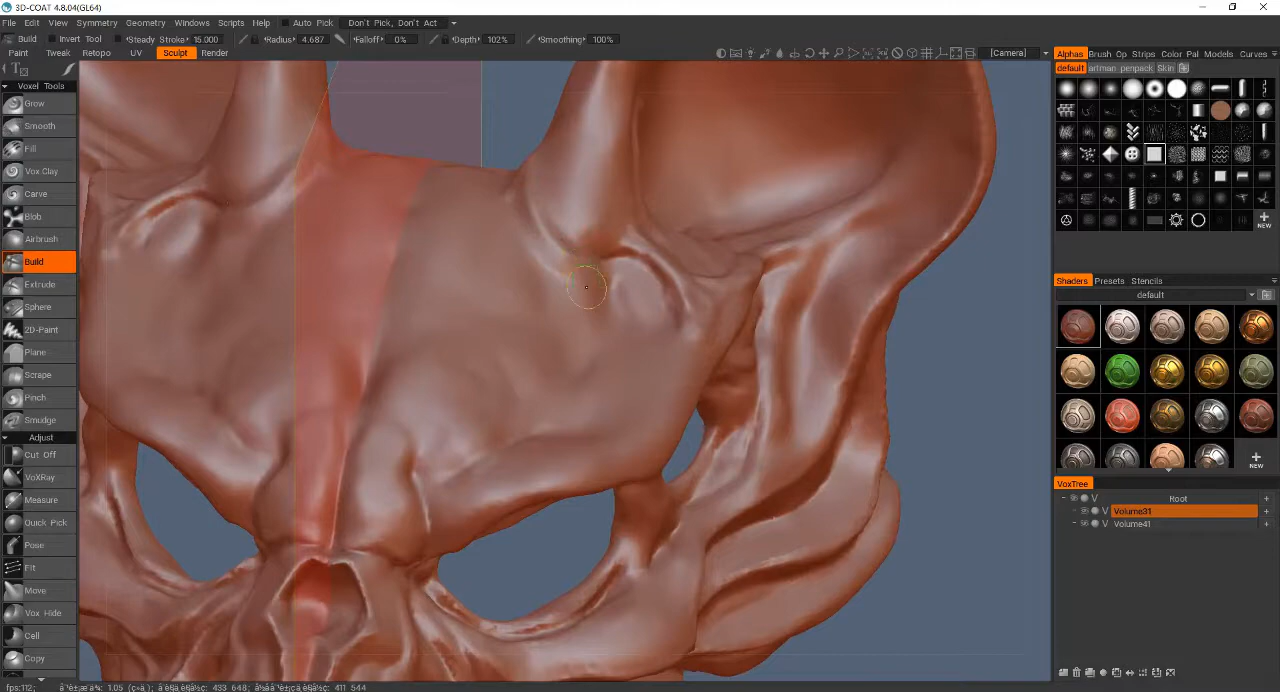 3D-COAT 4.8.04(GL64)
File Edit View Symmetry Geometry Windows Scripts Help Auto Pick Don't Pick, Don't Act
Build Invert Tool Steady Stroke 15.000 Radius 4.687 Falloff 0% Depth 102% Smoothing 100%
Paint Tweak Retopo UV Sculpt Render [Camera] Alphas Brush Op Strips Color Pal Models Curves
default artman penpack Skin
Voxel Tools
Grow
Smooth
Fill
Vox Clay
Carve
Blob
Airbrush
Build
Extrude
Sphere
2D-Paint
Plane
Scrape
Pinch
Smudge
Adjust
Cut Off
VoXRay
Measure
Quick Pick
Pose
Fit
Move
Vox Hide
Cell
Copy
NEW
Shaders Presets Stencils
default
NEW
VoxTree
V Root +
V Volume31 +
V Volume41 +
fps:112;